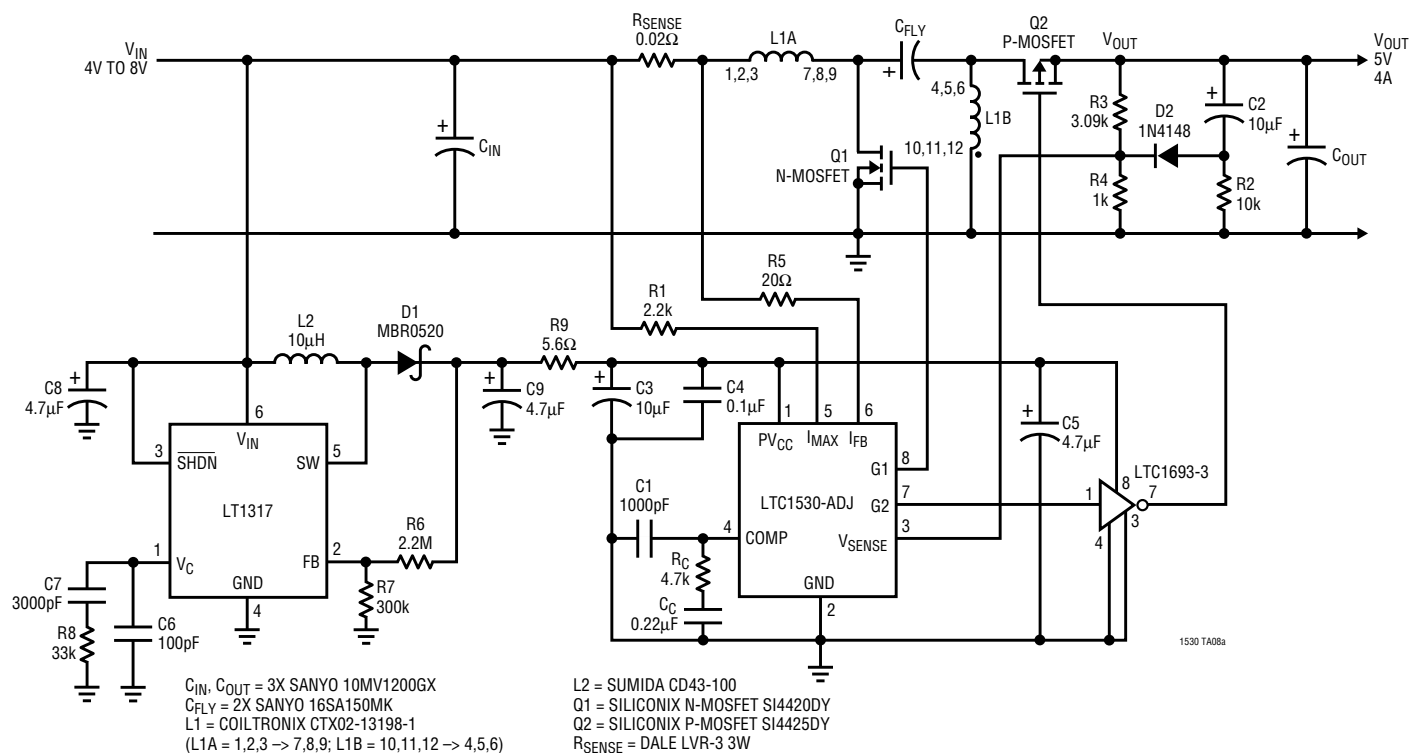 V_IN
4V TO 8V
R_SENSE
0.02Ω
L1A
1,2,3
7,8,9
C_FLY
+
Q2
P-MOSFET
V_OUT
V_OUT
5V
4A
+
C_IN
4,5,6
L1B
10,11,12
Q1
N-MOSFET
R3
3.09k
D2
1N4148
+
C2
10µF
+
C_OUT
R4
1k
R2
10k
R5
20Ω
R1
2.2k
L2
10µH
D1
MBR0520
R9
5.6Ω
+
C8
4.7µF
+
C9
4.7µF
+
C3
10µF
C4
0.1µF
+
C5
4.7µF
6
V_IN
3
SHDN
SW
5
LT1317
1
V_C
FB
2
GND
4
R6
2.2M
R7
300k
C7
3000pF
R8
33k
C6
100pF
1
5
6
PV_CC
I_MAX
I_FB
G1
8
LTC1530-ADJ
G2
7
V_SENSE
3
4
COMP
GND
2
C1
1000pF
R_C
4.7k
C_C
0.22µF
LTC1693-3
1
8
7
3
4
1530 TA08a
C_IN, C_OUT = 3X SANYO 10MV1200GX
C_FLY = 2X SANYO 16SA150MK
L1 = COILTRONIX CTX02-13198-1
(L1A = 1,2,3 –> 7,8,9; L1B = 10,11,12 –> 4,5,6)
L2 = SUMIDA CD43-100
Q1 = SILICONIX N-MOSFET SI4420DY
Q2 = SILICONIX P-MOSFET SI4425DY
R_SENSE = DALE LVR-3 3W